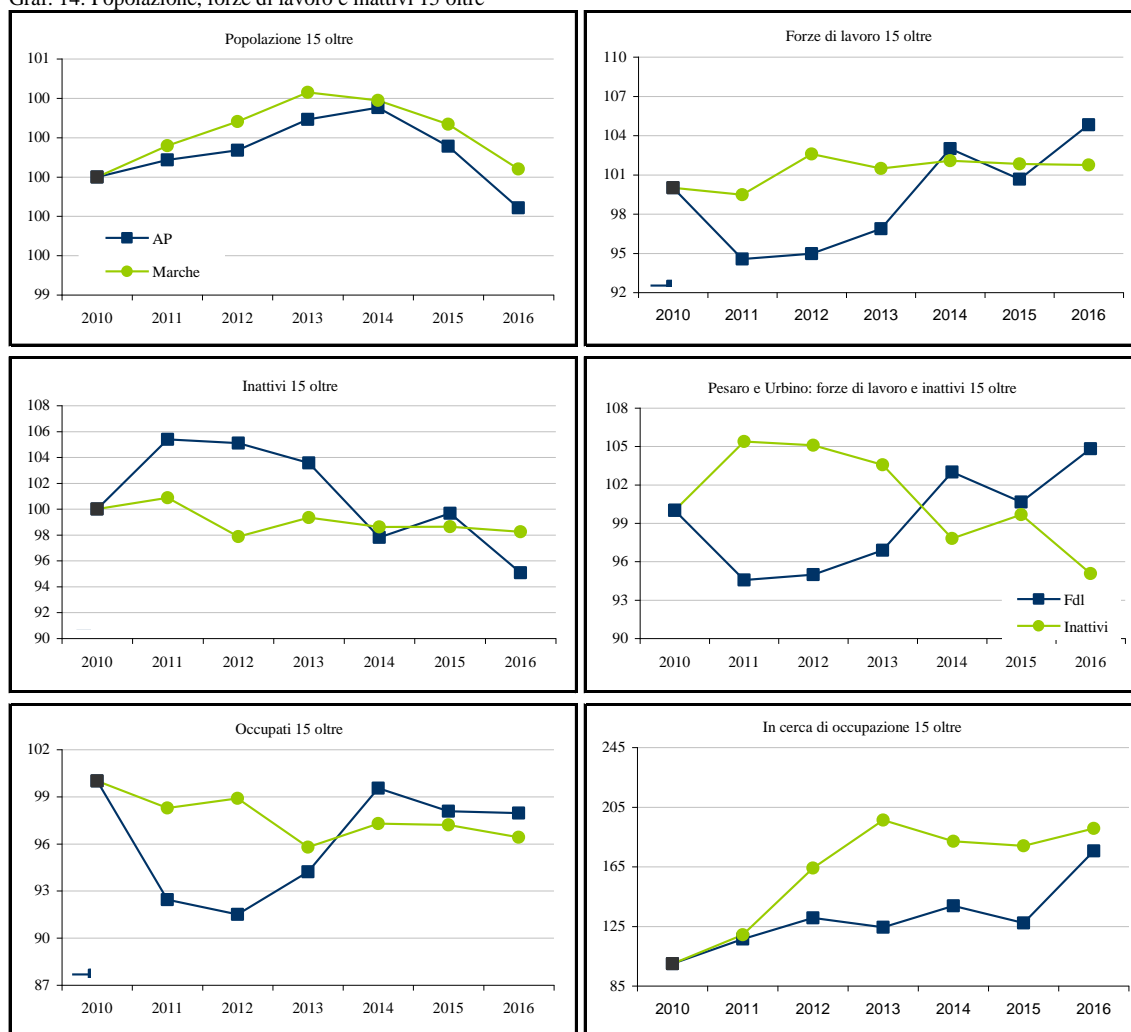 Graf. 14. Popolazione, forze di lavoro e inattivi 15 oltre
Popolazione 15 oltre
101
100
100
100
100
100
99
AP
Marche
2010 2011 2012 2013 2014 2015 2016
Forze di lavoro 15 oltre
110
107
104
101
98
95
92
2010 2011 2012 2013 2014 2015 2016
Inattivi 15 oltre
108
106
104
102
100
98
96
94
92
90
2010 2011 2012 2013 2014 2015 2016
Pesaro e Urbino: forze di lavoro e inattivi 15 oltre
108
105
102
99
96
93
90
Fdl
Inattivi
2010 2011 2012 2013 2014 2015 2016
Occupati 15 oltre
102
99
96
93
90
87
2010 2011 2012 2013 2014 2015 2016
In cerca di occupazione 15 oltre
245
205
165
125
85
2010 2011 2012 2013 2014 2015 2016